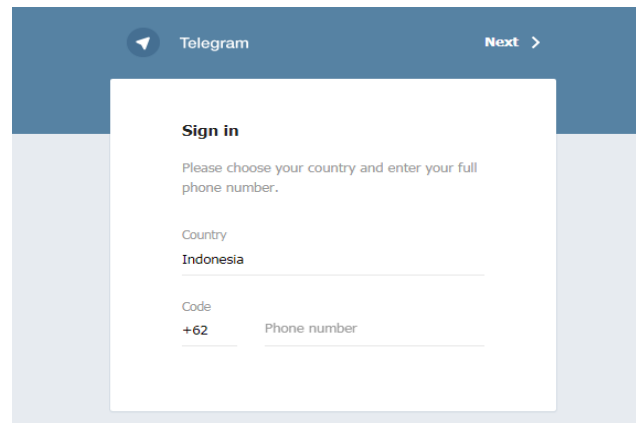 Telegram
Next
Sign in
Please choose your country and enter your full
phone number.
Country
Indonesia
Code
+62
Phone number